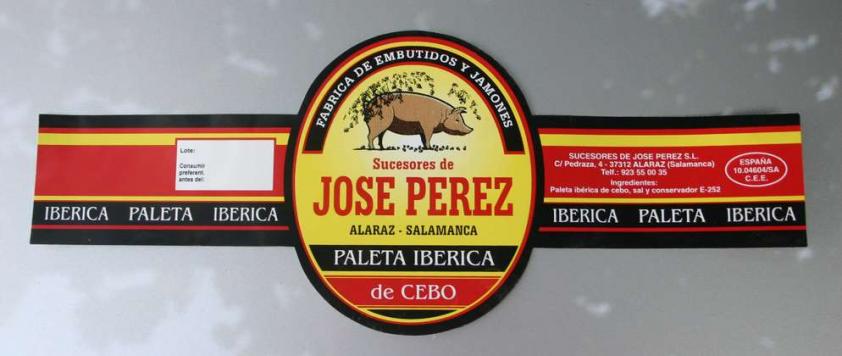 Lote:
Consumir
preferent.
antes del:
IBERICA PALETA IBERICA
FABRICA DE EMBUTIDOS Y JAMONES
Sucesores de
JOSE PEREZ
ALARAZ - SALAMANCA
PALETA IBERICA
de CEBO
SUCESORES DE JOSE PEREZ S.L.
C/ Pedraza, 4 - 37312 ALARAZ (Salamanca)
Telf.: 923 55 00 35
Ingredientes:
Paleta ibérica de cebo, sal y conservador E-252
ESPAÑA
10.04604/SA
C.E.E.
IBERICA PALETA IBERICA